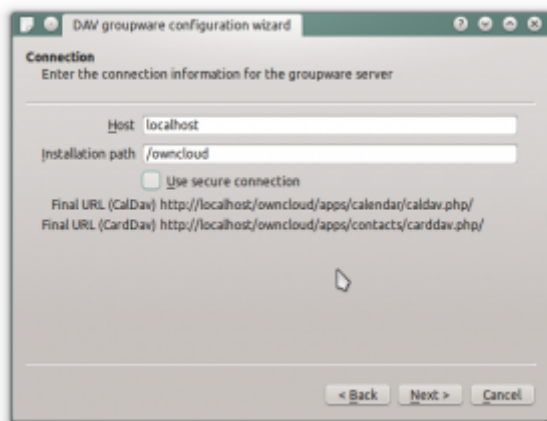 DAV groupware configuration wizard
Connection
Enter the connection information for the groupware server
Host localhost
Installation path /owncloud
Use secure connection
Final URL (CalDav) http://localhost/owncloud/apps/calendar/caldav.php/
Final URL (CardDav) http://localhost/owncloud/apps/contacts/carddav.php/
< Back Next > Cancel